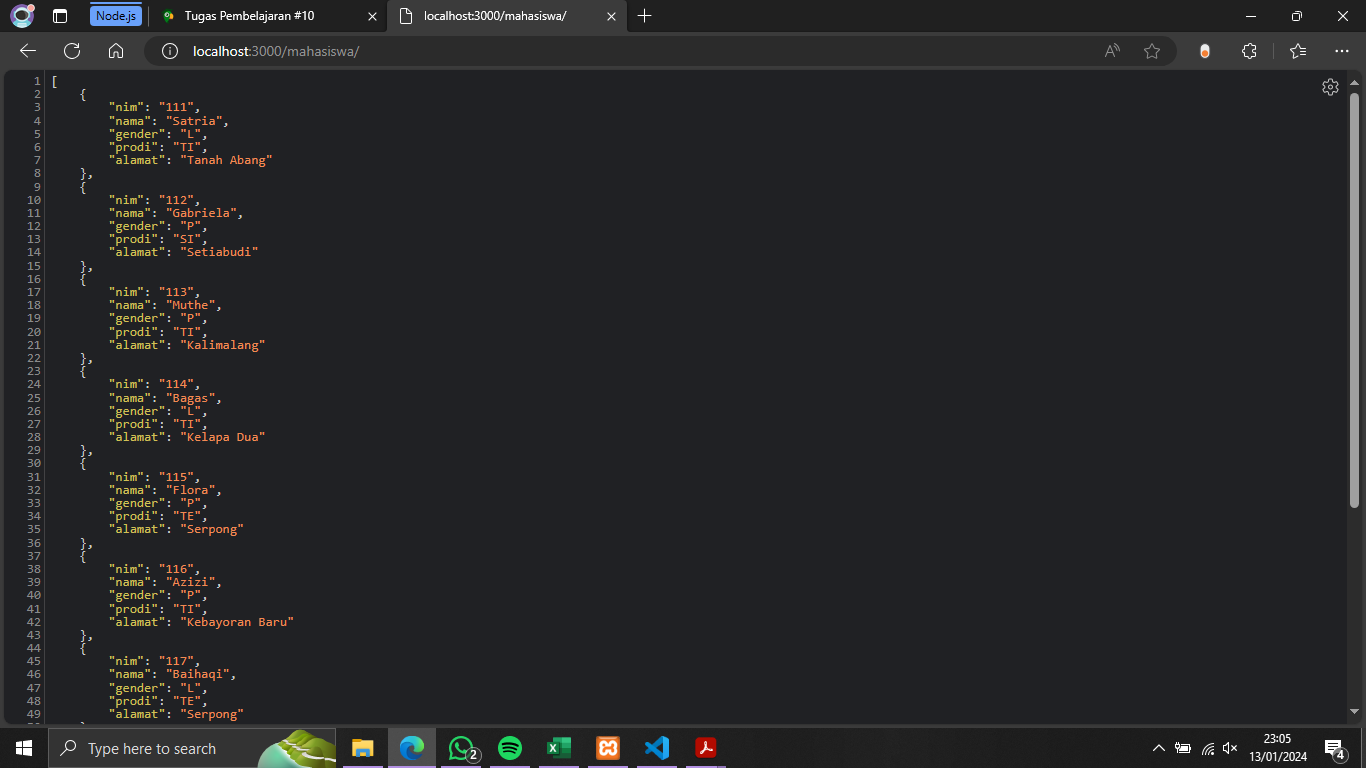 Node.js
Tugas Pembelajaran #10
localhost:3000/mahasiswa/
localhost:3000/mahasiswa/
1 [
2 {
3 "nim": "111",
4 "nama": "Satria",
5 "gender": "L",
6 "prodi": "TI",
7 "alamat": "Tanah Abang"
8 },
9 {
10 "nim": "112",
11 "nama": "Gabriela",
12 "gender": "P",
13 "prodi": "SI",
14 "alamat": "Setiabudi"
15 },
16 {
17 "nim": "113",
18 "nama": "Muthe",
19 "gender": "P",
20 "prodi": "TI",
21 "alamat": "Kalimalang"
22 },
23 {
24 "nim": "114",
25 "nama": "Bagas",
26 "gender": "L",
27 "prodi": "TI",
28 "alamat": "Kelapa Dua"
29 },
30 {
31 "nim": "115",
32 "nama": "Flora",
33 "gender": "P",
34 "prodi": "TE",
35 "alamat": "Serpong"
36 },
37 {
38 "nim": "116",
39 "nama": "Azizi",
40 "gender": "P",
41 "prodi": "TI",
42 "alamat": "Kebayoran Baru"
43 },
44 {
45 "nim": "117",
46 "nama": "Baihaqi",
47 "gender": "L",
48 "prodi": "TE",
49 "alamat": "Serpong"
Type here to search
2
23:05
13/01/2024
4